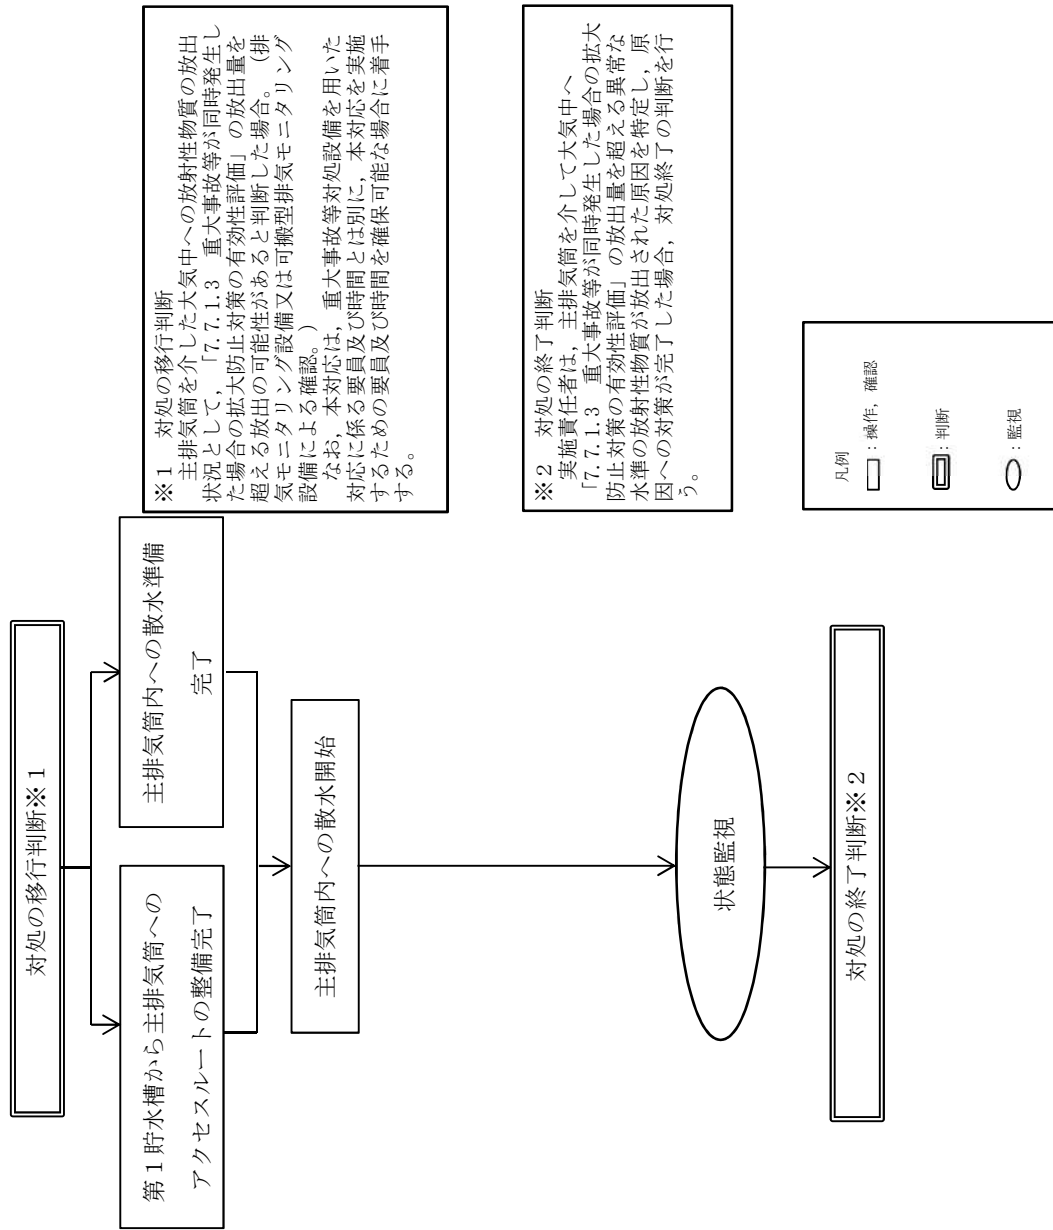 対処の移行判断※１
第１貯水槽から主排気筒への
アクセスルートの整備完了
主排気筒内への散水準備
完了
主排気筒内への散水開始
状態監視
対処の終了判断※２
※１　対処の移行判断
主排気筒を介した大気中への放射性物質の放出
状況として，「7.7.1.3　重大事故等が同時発生し
た場合の拡大防止対策の有効性評価」の放出量を
超える放出の可能性があると判断した場合。（排
気モニタリング設備又は可搬型排気モニタリング
設備による確認。）
なお，本対応は，重大事故等対処設備を用いた
対応に係る要員及び時間とは別に，本対応を実施
するための要員及び時間を確保可能な場合に着手
する。
※２　対処の終了判断
実施責任者は，主排気筒を介して大気中へ
「7.7.1.3　重大事故等が同時発生した場合の拡大
防止対策の有効性評価」の放出量を超える異常な
水準の放射性物質が放出された原因を特定し，原
因への対策が完了した場合，対処終了の判断を行
う。
凡例
：操作，確認
：判断
：監視